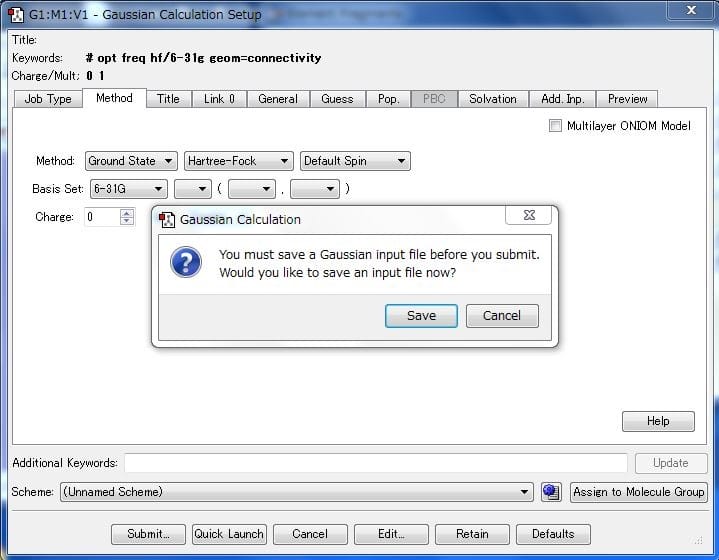 G1:M1:V1 - Gaussian Calculation Setup
Title:
Keywords: # opt freq hf/6-31g geom=connectivity
Charge/Mult: 0 1
Job Type Method Title Link 0 General Guess Pop. PBC Solvation Add. Inp. Preview
Multilayer ONIOM Model
Method: Ground State Hartree-Fock Default Spin
Basis Set: 6-31G ( , )
Charge: 0
Gaussian Calculation
You must save a Gaussian input file before you submit.
Would you like to save an input file now?
Save Cancel
Help
Additional Keywords: Update
Scheme: (Unnamed Scheme) Assign to Molecule Group
Submit... Quick Launch Cancel Edit... Retain Defaults